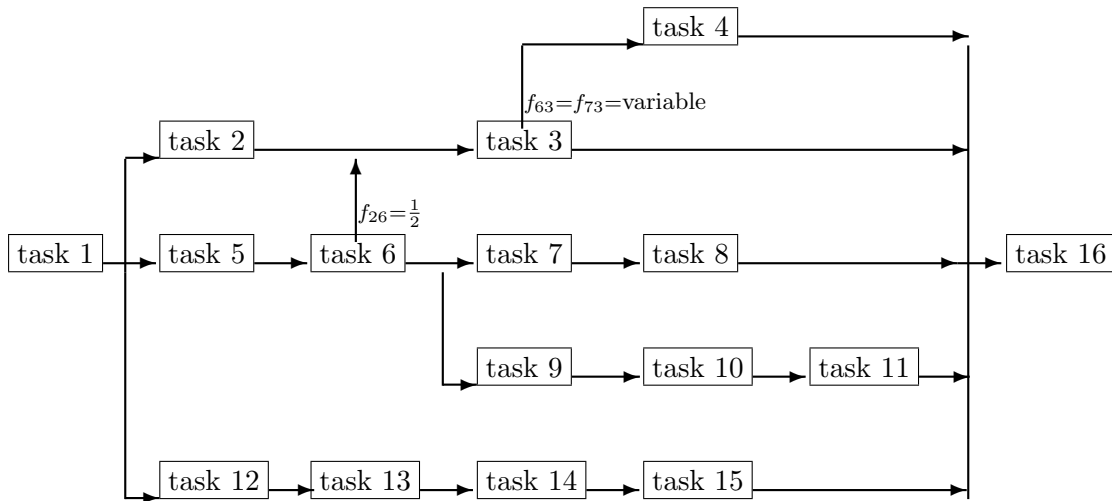 task 4
f₆₃=f₇₃=variable
task 2
task 3
f₂₆=1/2
task 1
task 5
task 6
task 7
task 8
task 16
task 9
task 10
task 11
task 12
task 13
task 14
task 15